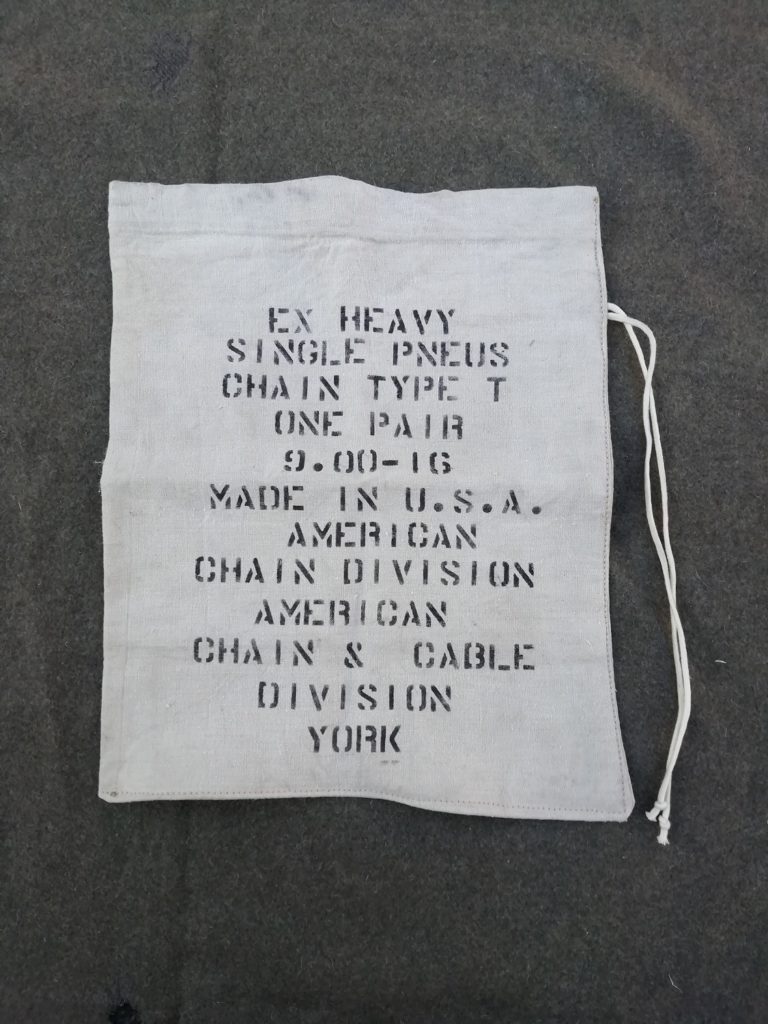 EX HEAVY
SINGLE PNEUS
CHAIN TYPE T
ONE PAIR
9.00-16
MADE IN U.S.A.
AMERICAN
CHAIN DIVISION
AMERICAN
CHAIN & CABLE
DIVISION
YORK